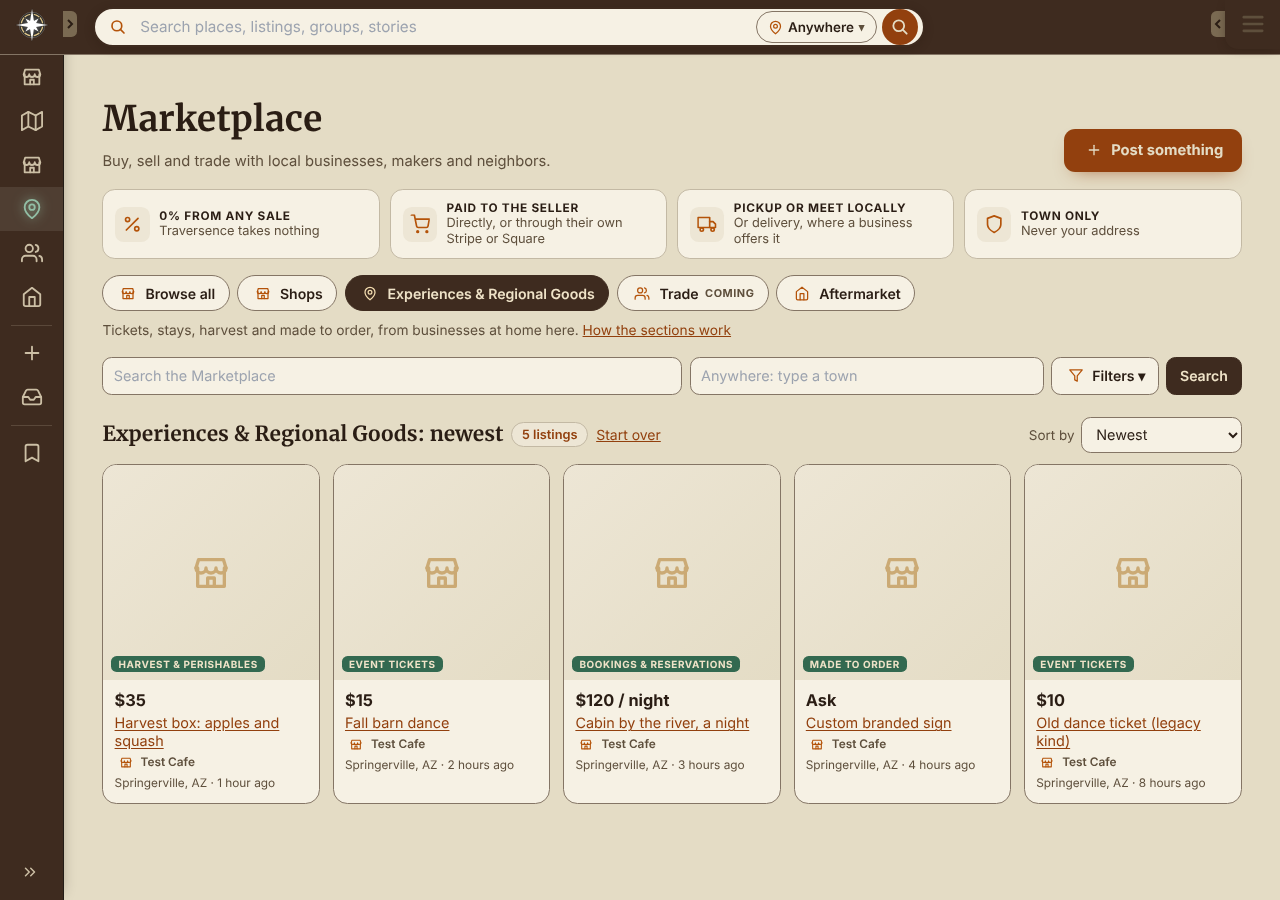 Search places, listings, groups, stories
Anywhere ▾
Marketplace
Buy, sell and trade with local businesses, makers and neighbors.
+ Post something
0% FROM ANY SALE
Traversence takes nothing
PAID TO THE SELLER
Directly, or through their own
Stripe or Square
PICKUP OR MEET LOCALLY
Or delivery, where a business
offers it
TOWN ONLY
Never your address
Browse all
Shops
Experiences & Regional Goods
Trade COMING
Aftermarket
Tickets, stays, harvest and made to order, from businesses at home here. How the sections work
Search the Marketplace
Anywhere: type a town
Filters ▾
Search
Experiences & Regional Goods: newest
5 listings
Start over
Sort by
Newest
HARVEST & PERISHABLES
$35
Harvest box: apples and
squash
Test Cafe
Springerville, AZ · 1 hour ago
EVENT TICKETS
$15
Fall barn dance
Test Cafe
Springerville, AZ · 2 hours ago
BOOKINGS & RESERVATIONS
$120 / night
Cabin by the river, a night
Test Cafe
Springerville, AZ · 3 hours ago
MADE TO ORDER
Ask
Custom branded sign
Test Cafe
Springerville, AZ · 4 hours ago
EVENT TICKETS
$10
Old dance ticket (legacy
kind)
Test Cafe
Springerville, AZ · 8 hours ago